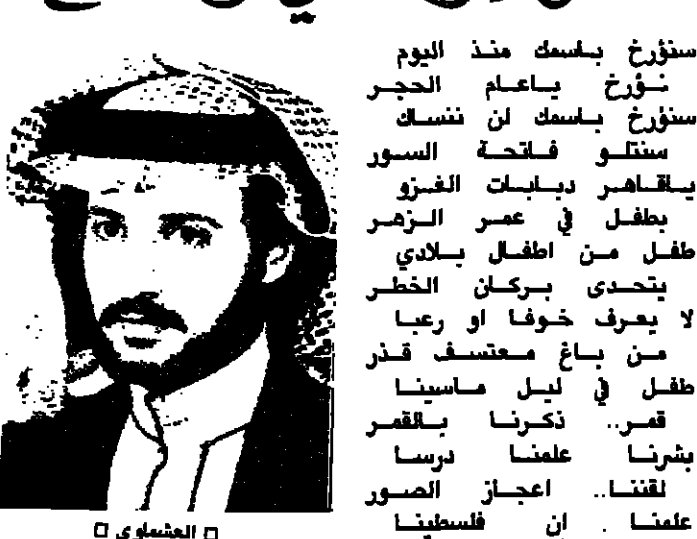 سنؤرخ باسمك منذ اليوم
نؤرخ ياعام الحجر
سنؤرخ باسمك لن ننساك
سنتلو فاتحة السور
ياقاهر دبابات الغزو
بطفل في عمر الزهر
طفل من اطفال بلادي
يتحدى بركان الخطر
لا يعرف خوفا او رعبا
من باغ معتسف قذر
طفل في ليل ماسينا
قمر.. ذكرنا بالقمر
بشرنا علمنا درسا
لقننا.. اعجاز الصور
علمنا . ان فلسطينا
□ العشماوي □